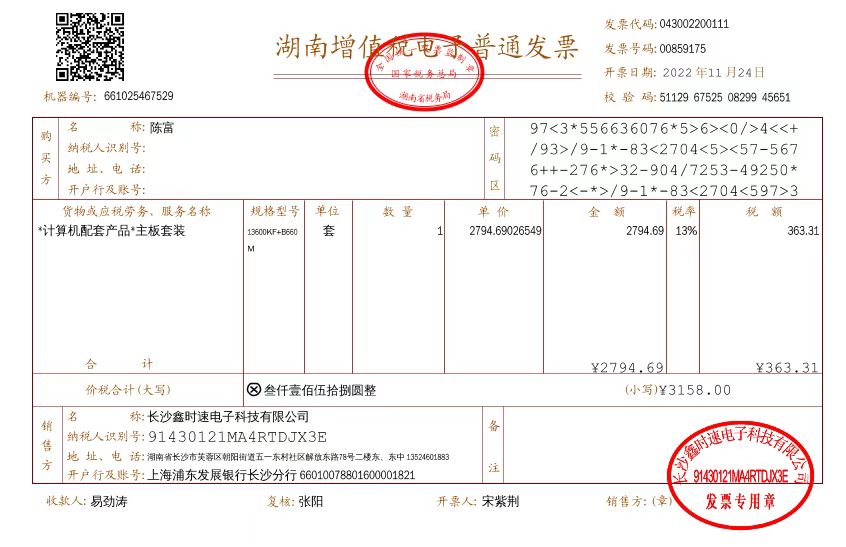 湖南增值税电子普通发票
全国统一发票监制章
国家税务总局
湖南省税务局
发票代码: 043002200111
发票号码: 00859175
开票日期: 2022 年11 月24日
校 验 码: 51129 67525 08299 45651
机器编号: 661025467529
购买方
名 称: 陈富
纳税人识别号:
地 址、电 话:
开户行及账号:
密码区
97<3*556636076*5>6><0/>4<<+
/93>/9-1*-83<2704<5><57-567
6++-276*>32-904/7253-49250*
76-2<-*>/9-1*-83<2704<597>3
货物或应税劳务、服务名称 规格型号 单位 数 量 单 价 金 额 税率 税 额
*计算机配套产品*主板套装 13600KF+B660 套 1 2794.69026549 2794.69 13% 363.31
M
合 计 ¥2794.69 ¥363.31
价税合计(大写) ⊗叁仟壹佰伍拾捌圆整 (小写)¥3158.00
销售方
名 称: 长沙鑫时速电子科技有限公司
纳税人识别号: 91430121MA4RTDJX3E
地 址、电 话: 湖南省长沙市芙蓉区朝阳街道五一东村社区解放东路78号二楼东、东中 13524601883
开户行及账号: 上海浦东发展银行长沙分行 66010078801600001821
备注
收款人: 易劲涛 复核: 张阳 开票人: 宋紫荆 销售方: (章)
长沙鑫时速电子科技有限公司
91430121MA4RTDJX3E
发票专用章